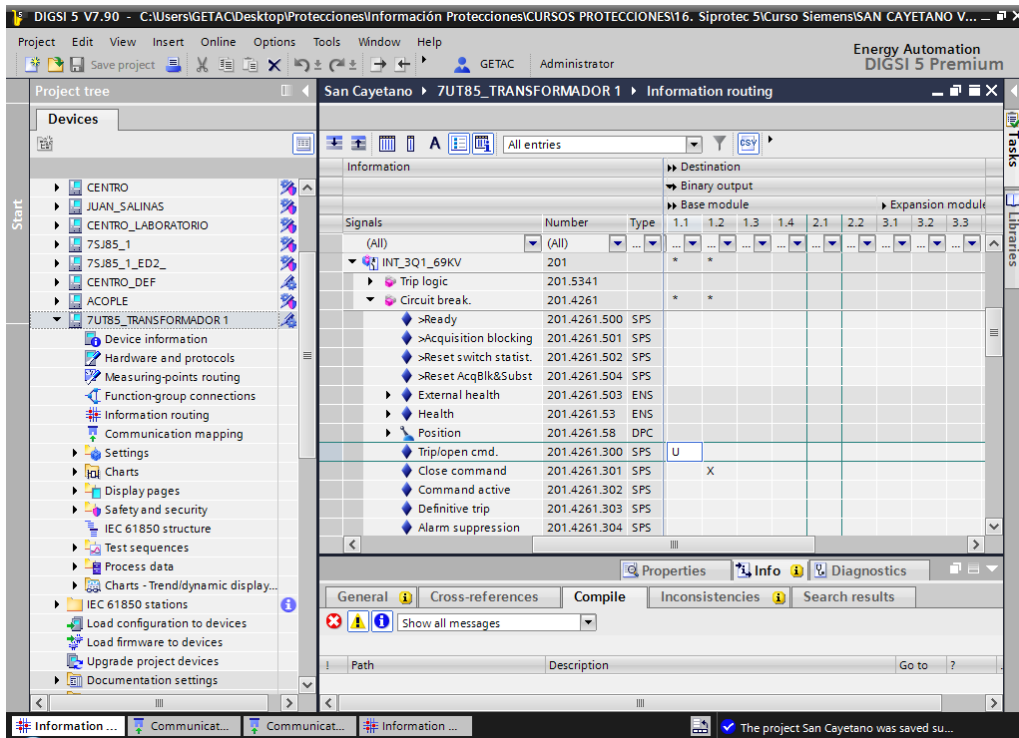 DIGSI 5 V7.90 - C:\Users\GETAC\Desktop\Protecciones\Información Protecciones\CURSOS PROTECCIONES\16. Siprotec 5\Curso Siemens\SAN CAYETANO V...
Project Edit View Insert Online Options Tools Window Help
Energy Automation
DIGSI 5 Premium
Save project GETAC Administrator
Project tree
San Cayetano 7UT85_TRANSFORMADOR 1 Information routing
Devices
Start
Tasks
Libraries
CENTRO
JUAN_SALINAS
CENTRO_LABORATORIO
7SJ85_1
7SJ85_1_ED2_
CENTRO_DEF
ACOPLE
7UT85_TRANSFORMADOR 1
Device information
Hardware and protocols
Measuring-points routing
Function-group connections
Information routing
Communication mapping
Settings
Charts
Display pages
Safety and security
IEC 61850 structure
Test sequences
Process data
Charts - Trend/dynamic display...
IEC 61850 stations
Load configuration to devices
Load firmware to devices
Upgrade project devices
Documentation settings
A All entries CSV
Information Destination
Binary output
Base module Expansion module
Signals Number Type 1.1 1.2 1.3 1.4 2.1 2.2 3.1 3.2 3.3
(All) (All) ... ... ... ... ... ... ... ... ... ...
INT_3Q1_69KV 201 * *
Trip logic 201.5341
Circuit break. 201.4261 * *
>Ready 201.4261.500 SPS
>Acquisition blocking 201.4261.501 SPS
>Reset switch statist. 201.4261.502 SPS
>Reset AcqBlk&Subst 201.4261.504 SPS
External health 201.4261.503 ENS
Health 201.4261.53 ENS
Position 201.4261.58 DPC
Trip/open cmd. 201.4261.300 SPS U
Close command 201.4261.301 SPS X
Command active 201.4261.302 SPS
Definitive trip 201.4261.303 SPS
Alarm suppression 201.4261.304 SPS
Properties Info Diagnostics
General Cross-references Compile Inconsistencies Search results
Show all messages
! Path Description Go to ?
Information ... Communicat... Communicat... Information ... The project San Cayetano was saved su...